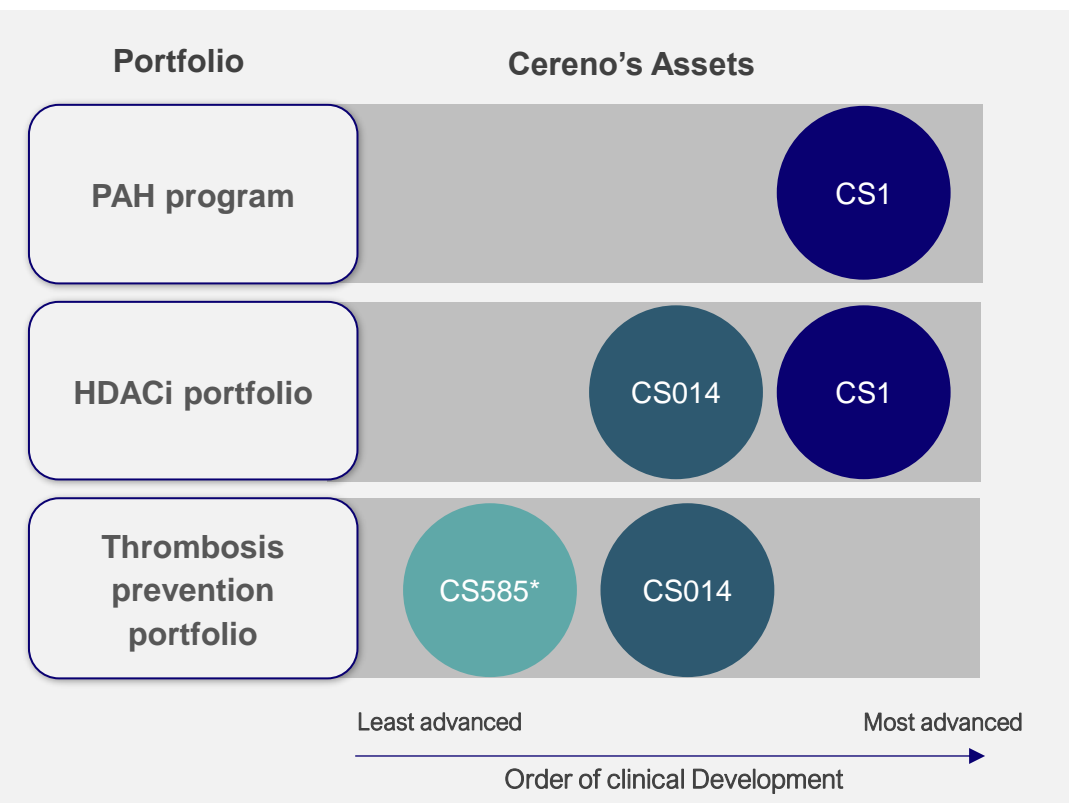 Portfolio
Cereno's Assets
PAH program
CS1
HDACi portfolio
CS014
CS1
Thrombosis
prevention
portfolio
CS585*
CS014
Least advanced
Most advanced
Order of clinical Development